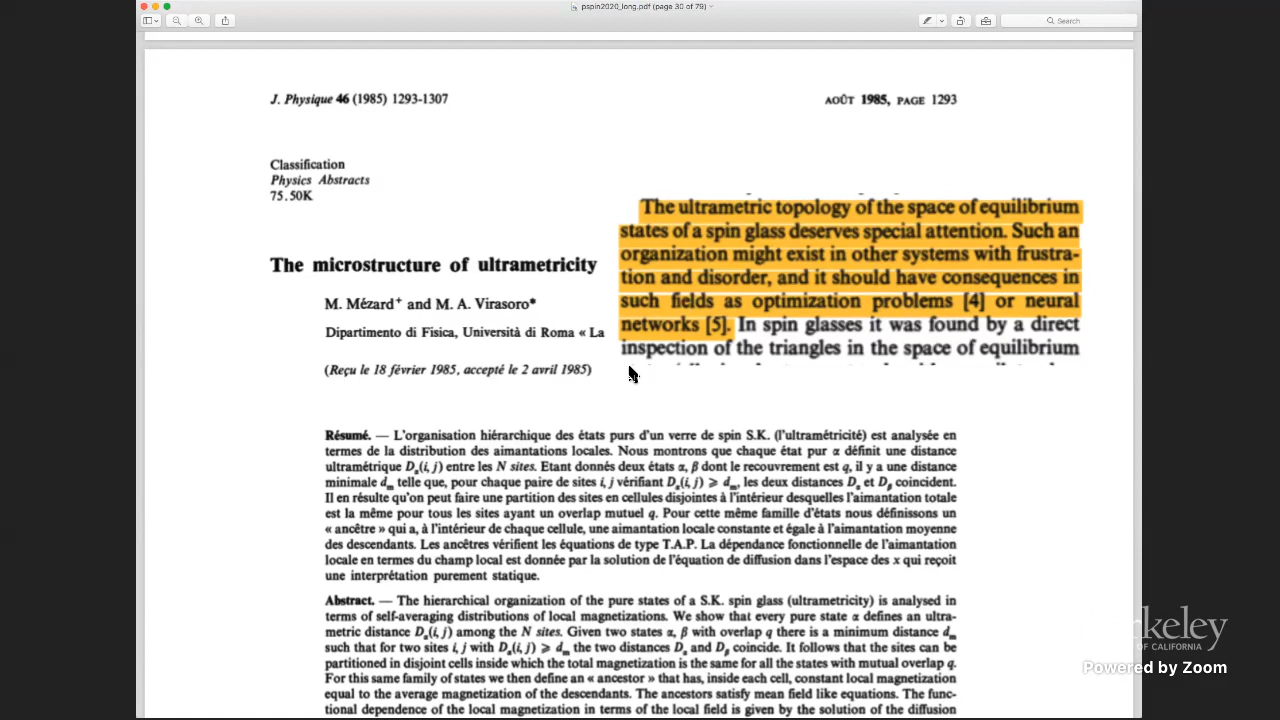 pspin2020_long.pdf (page 30 of 79)
Search
J. Physique 46 (1985) 1293-1307
AOÛT 1985, PAGE 1293
Classification
Physics Abstracts
75.50K
The microstructure of ultrametricity
M. Mézard+ and M. A. Virasoro*
Dipartimento di Fisica, Università di Roma « La
(Reçu le 18 février 1985, accepté le 2 avril 1985)
The ultrametric topology of the space of equilibrium
states of a spin glass deserves special attention. Such an
organization might exist in other systems with frustra-
tion and disorder, and it should have consequences in
such fields as optimization problems [4] or neural
networks [5]. In spin glasses it was found by a direct
inspection of the triangles in the space of equilibrium
Résumé. — L'organisation hiérarchique des états purs d'un verre de spin S.K. (l'ultramétricité) est analysée en
termes de la distribution des aimantations locales. Nous montrons que chaque état pur α définit une distance
ultramétrique Dα(i, j) entre les N sites. Etant donnés deux états α, β dont le recouvrement est q, il y a une distance
minimale dm telle que, pour chaque paire de sites i, j vérifiant Dα(i, j) ⩾ dm, les deux distances Dα et Dβ coincident.
Il en résulte qu'on peut faire une partition des sites en cellules disjointes à l'intérieur desquelles l'aimantation totale
est la même pour tous les sites ayant un overlap mutuel q. Pour cette même famille d'états nous définissons un
« ancêtre » qui a, à l'intérieur de chaque cellule, une aimantation locale constante et égale à l'aimantation moyenne
des descendants. Les ancêtres vérifient les équations de type T.A.P. La dépendance fonctionnelle de l'aimantation
locale en termes du champ local est donnée par la solution de l'équation de diffusion dans l'espace des x qui reçoit
une interprétation purement statique.
Abstract. — The hierarchical organization of the pure states of a S.K. spin glass (ultrametricity) is analysed in
terms of self-averaging distributions of local magnetizations. We show that every pure state α defines an ultra-
metric distance Dα(i, j) among the N sites. Given two states α, β with overlap q there is a minimum distance dm
such that for two sites i, j with Dα(i, j) ⩾ dm the two distances Dα and Dβ coincide. It follows that the sites can be
partitioned in disjoint cells inside which the total magnetization is the same for all the states with mutual overlap q.
For this same family of states we then define an « ancestor » that has, inside each cell, constant local magnetization
equal to the average magnetization of the descendants. The ancestors satisfy mean field like equations. The func-
tional dependence of the local magnetization in terms of the local field is given by the solution of the diffusion
rkeley
OF CALIFORNIA
Powered by Zoom